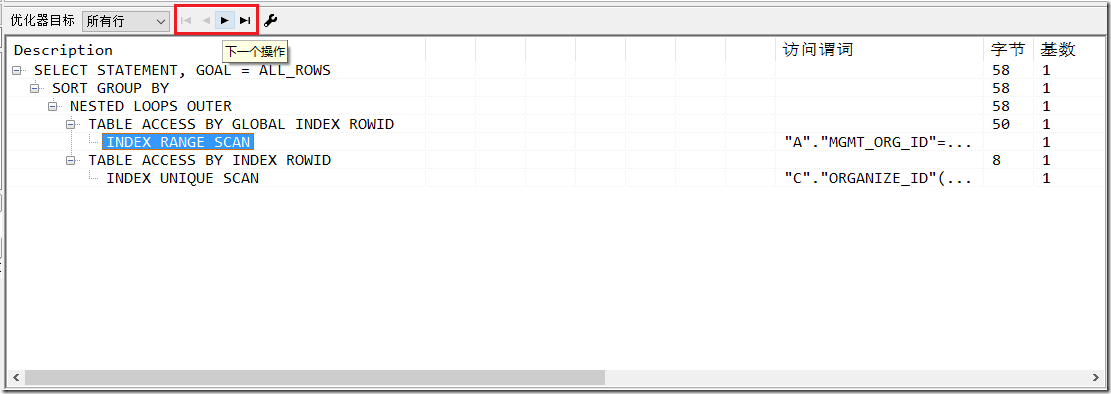 优化器目标 所有行
下一个操作
Description 访问谓词 字节 基数
SELECT STATEMENT, GOAL = ALL_ROWS 58 1
SORT GROUP BY 58 1
NESTED LOOPS OUTER 58 1
TABLE ACCESS BY GLOBAL INDEX ROWID 50 1
INDEX RANGE SCAN "A"."MGMT_ORG_ID"=... 1
TABLE ACCESS BY INDEX ROWID 8 1
INDEX UNIQUE SCAN "C"."ORGANIZE_ID"(... 1